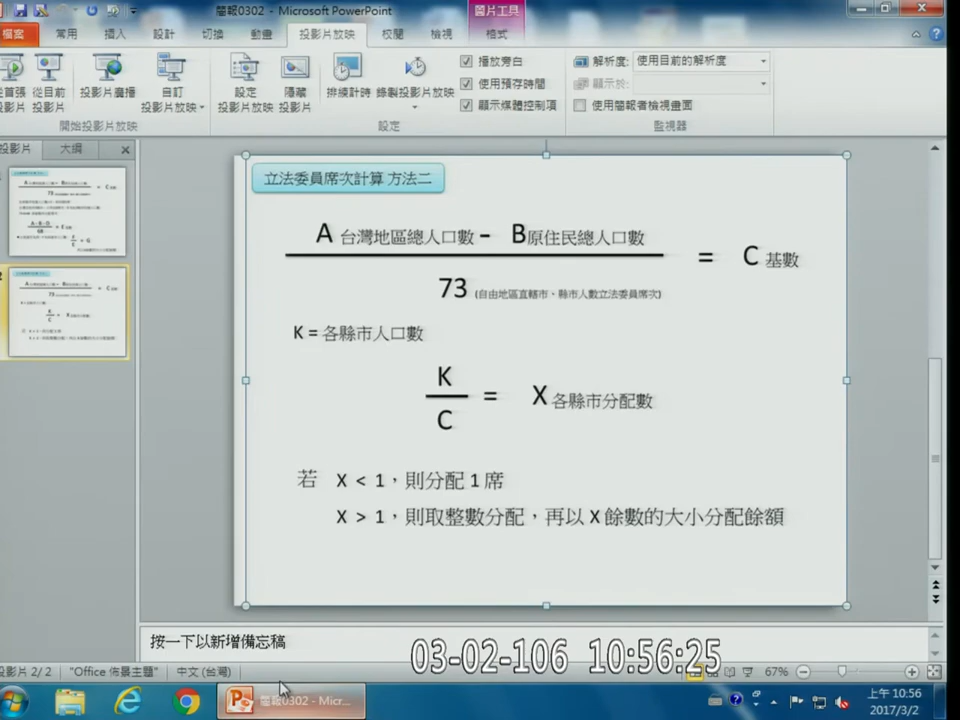 簡報0302 - Microsoft PowerPoint
圖片工具
檔案 常用 插入 設計 切換 動畫 投影片放映 校閱 檢視 格式
從目前投影片 投影片廣播 自訂投影片放映 設定投影片放映 隱藏投影片 排練計時 錄製投影片放映
播放旁白
使用預存時間
顯示媒體控制項
解析度: 使用目前的解析度
顯示於:
使用簡報者檢視畫面
開始投影片放映 設定 監視器
投影片 大綱
立法委員席次計算 方法二
A 台灣地區總人口數 - B原住民總人口數
= C 基數
73 (自由地區直轄市、縣市人數立法委員席次)
K = 各縣市人口數
K
= X 各縣市分配數
C
若 X < 1,則分配 1 席
X > 1,則取整數分配,再以 X 餘數的大小分配餘額
按一下以新增備忘稿
03-02-106 10:56:25
投影片 2/2 "Office 佈景主題" 中文 (台灣) 67%
簡報0302 - Micr...
上午 10:56
2017/3/2